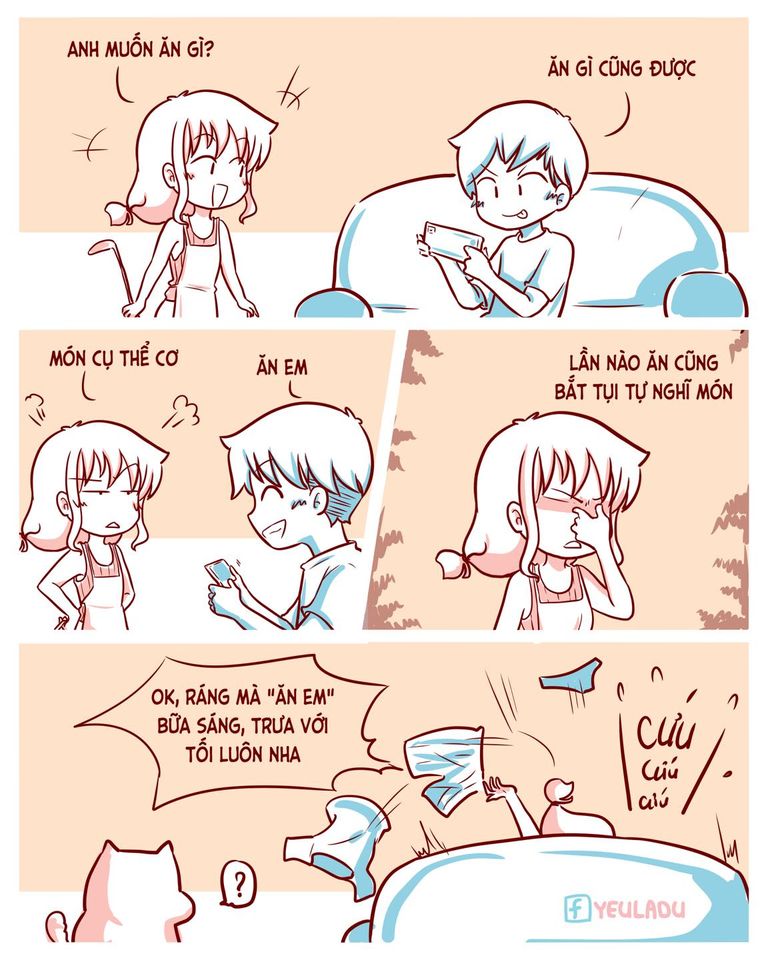 ANH MUỐN ĂN GÌ?
ĂN GÌ CŨNG ĐƯỢC
MÓN CỤ THỂ CƠ
ĂN EM
LẦN NÀO ĂN CŨNG
BẮT TỤI TỰ NGHĨ MÓN
OK, RÁNG MÀ "ĂN EM"
BỮA SÁNG, TRƯA VỚI
TỐI LUÔN NHA
CỨU
CỨU
CỨU
?
f YEULADU